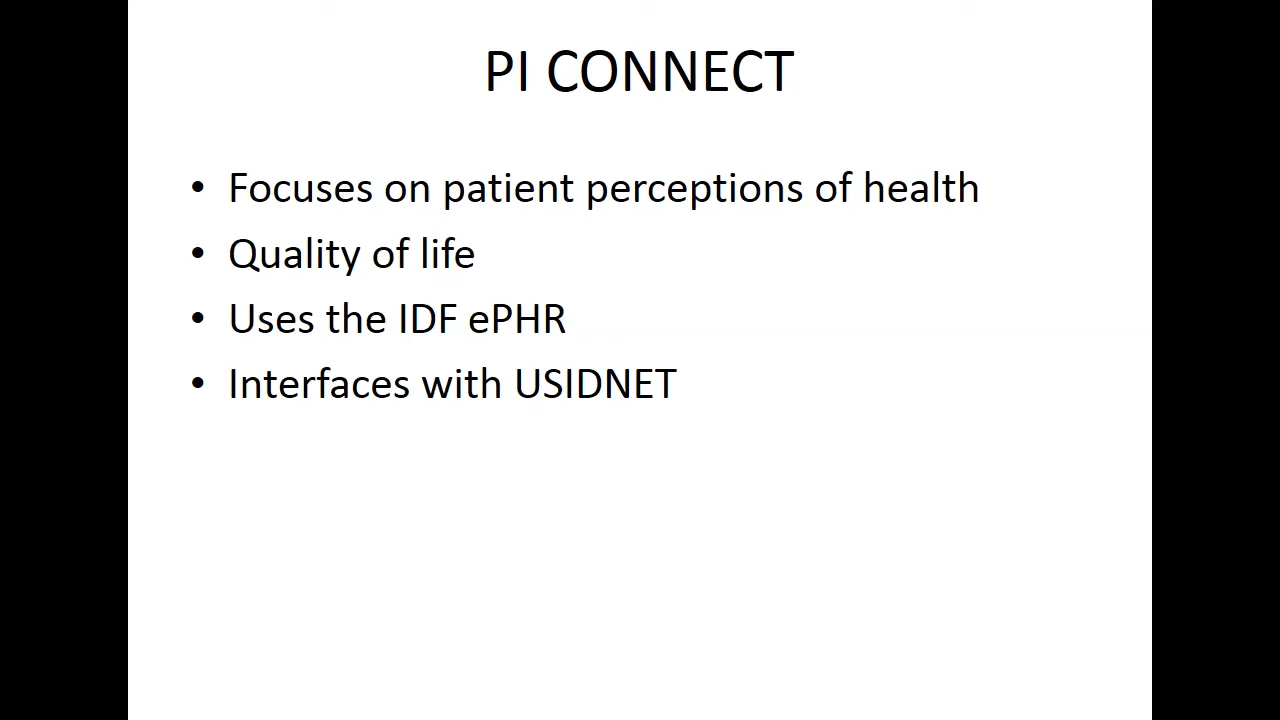 PI CONNECT
• Focuses on patient perceptions of health
• Quality of life
• Uses the IDF ePHR
• Interfaces with USIDNET